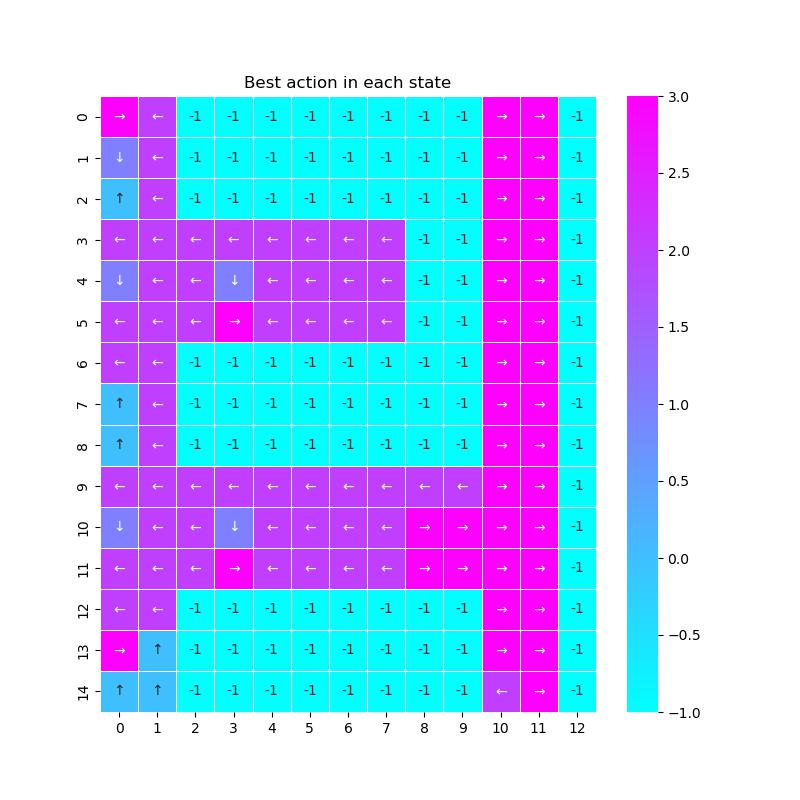 Best action in each state
0 → ← -1 -1 -1 -1 -1 -1 -1 -1 → → -1
1 ↓ ← -1 -1 -1 -1 -1 -1 -1 -1 → → -1
2 ↑ ← -1 -1 -1 -1 -1 -1 -1 -1 → → -1
3 ← ← ← ← ← ← ← ← -1 -1 → → -1
4 ↓ ← ← ↓ ← ← ← ← -1 -1 → → -1
5 ← ← ← → ← ← ← ← -1 -1 → → -1
6 ← ← -1 -1 -1 -1 -1 -1 -1 -1 → → -1
7 ↑ ← -1 -1 -1 -1 -1 -1 -1 -1 → → -1
8 ↑ ← -1 -1 -1 -1 -1 -1 -1 -1 → → -1
9 ← ← ← ← ← ← ← ← ← ← → → -1
10 ↓ ← ← ↓ ← ← ← ← → → → → -1
11 ← ← ← → ← ← ← ← → → → → -1
12 ← ← -1 -1 -1 -1 -1 -1 -1 -1 → → -1
13 → ↑ -1 -1 -1 -1 -1 -1 -1 -1 → → -1
14 ↑ ↑ -1 -1 -1 -1 -1 -1 -1 -1 ← → -1
0 1 2 3 4 5 6 7 8 9 10 11 12
3.0
2.5
2.0
1.5
1.0
0.5
0.0
−0.5
−1.0